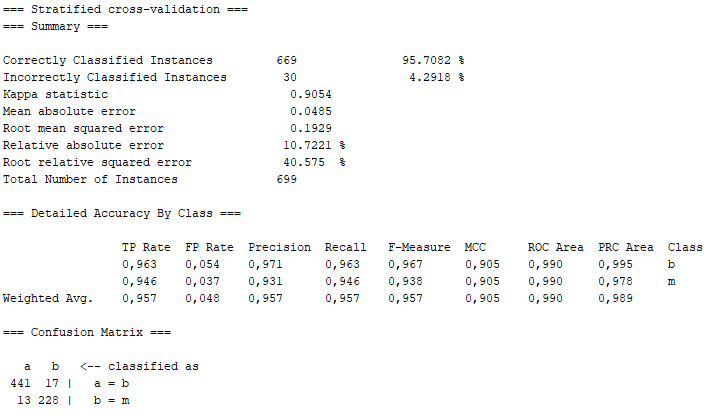 === Stratified cross-validation ===
=== Summary ===
Correctly Classified Instances 669 95.7082 %
Incorrectly Classified Instances 30 4.2918 %
Kappa statistic 0.9054
Mean absolute error 0.0485
Root mean squared error 0.1929
Relative absolute error 10.7221 %
Root relative squared error 40.575 %
Total Number of Instances 699
=== Detailed Accuracy By Class ===
TP Rate FP Rate Precision Recall F-Measure MCC ROC Area PRC Area Class
0,963 0,054 0,971 0,963 0,967 0,905 0,990 0,995 b
0,946 0,037 0,931 0,946 0,938 0,905 0,990 0,978 m
Weighted Avg. 0,957 0,048 0,957 0,957 0,957 0,905 0,990 0,989
=== Confusion Matrix ===
a b <-- classified as
441 17 | a = b
13 228 | b = m